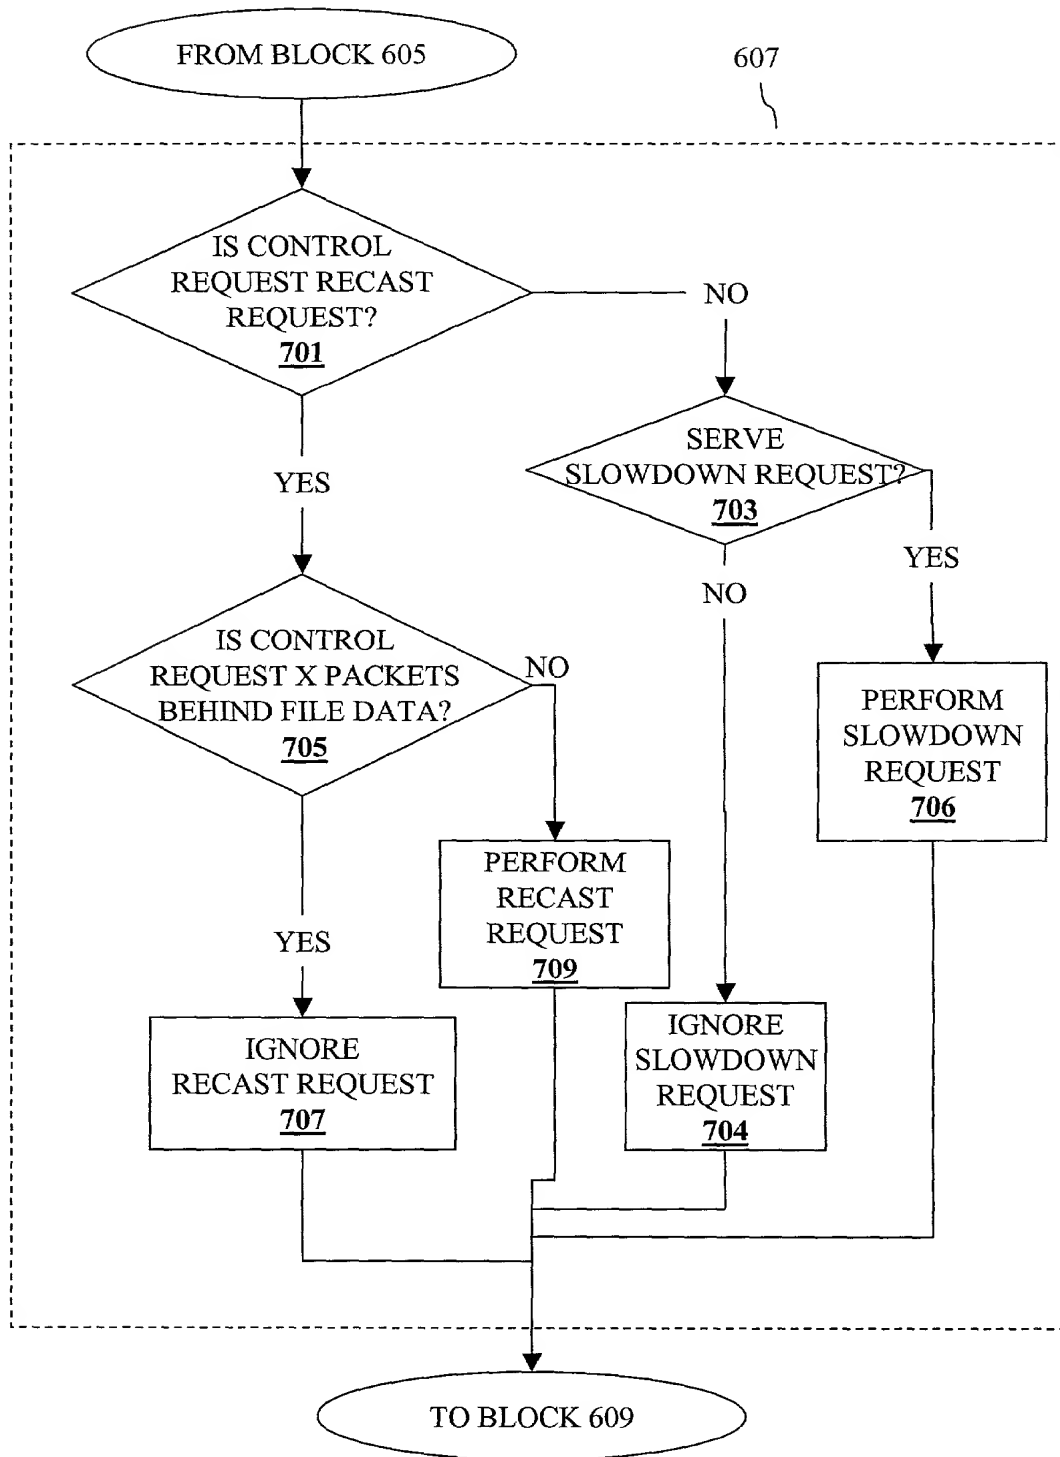 FROM BLOCK 605
607
IS CONTROL
REQUEST RECAST
REQUEST?
701
NO
YES
SERVE
SLOWDOWN REQUEST?
703
YES
NO
IS CONTROL
REQUEST X PACKETS
BEHIND FILE DATA?
705
NO
PERFORM
SLOWDOWN
REQUEST
706
PERFORM
RECAST
REQUEST
709
YES
IGNORE
RECAST REQUEST
707
IGNORE
SLOWDOWN
REQUEST
704
TO BLOCK 609